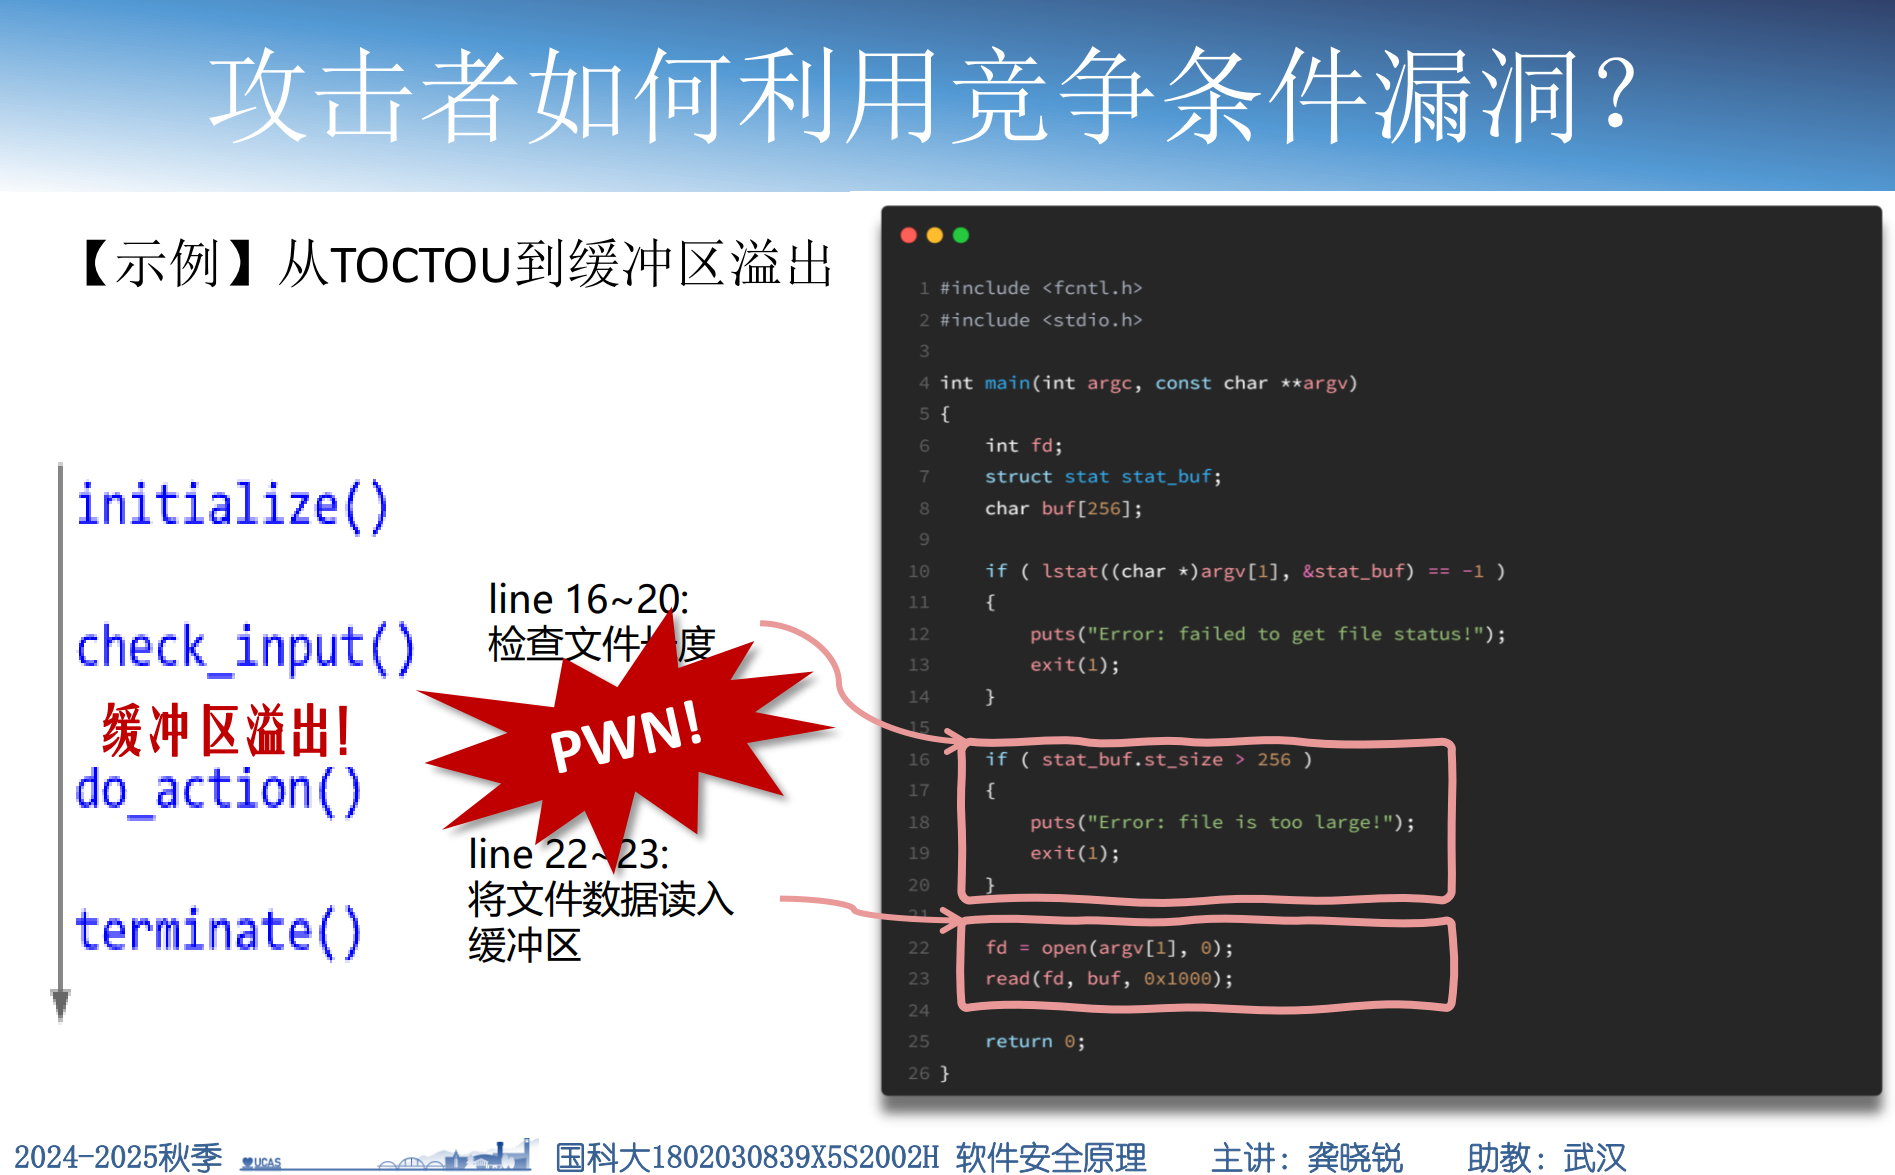 攻击者如何利用竞争条件漏洞？
【示例】从TOCTOU到缓冲区溢出
initialize()
check_input()
缓冲区溢出！
do_action()
terminate()
line 16~20:
检查文件长度
PWN!
line 22~23:
将文件数据读入
缓冲区
1 #include <fcntl.h>
2 #include <stdio.h>
3
4 int main(int argc, const char **argv)
5 {
6     int fd;
7     struct stat stat_buf;
8     char buf[256];
9
10     if ( lstat((char *)argv[1], &stat_buf) == -1 )
11     {
12         puts("Error: failed to get file status!");
13         exit(1);
14     }
15
16     if ( stat_buf.st_size > 256 )
17     {
18         puts("Error: file is too large!");
19         exit(1);
20     }
21
22     fd = open(argv[1], 0);
23     read(fd, buf, 0x1000);
24
25     return 0;
26 }
2024-2025秋季 UCAS 国科大1802030839X5S2002H 软件安全原理 主讲：龚晓锐 助教：武汉